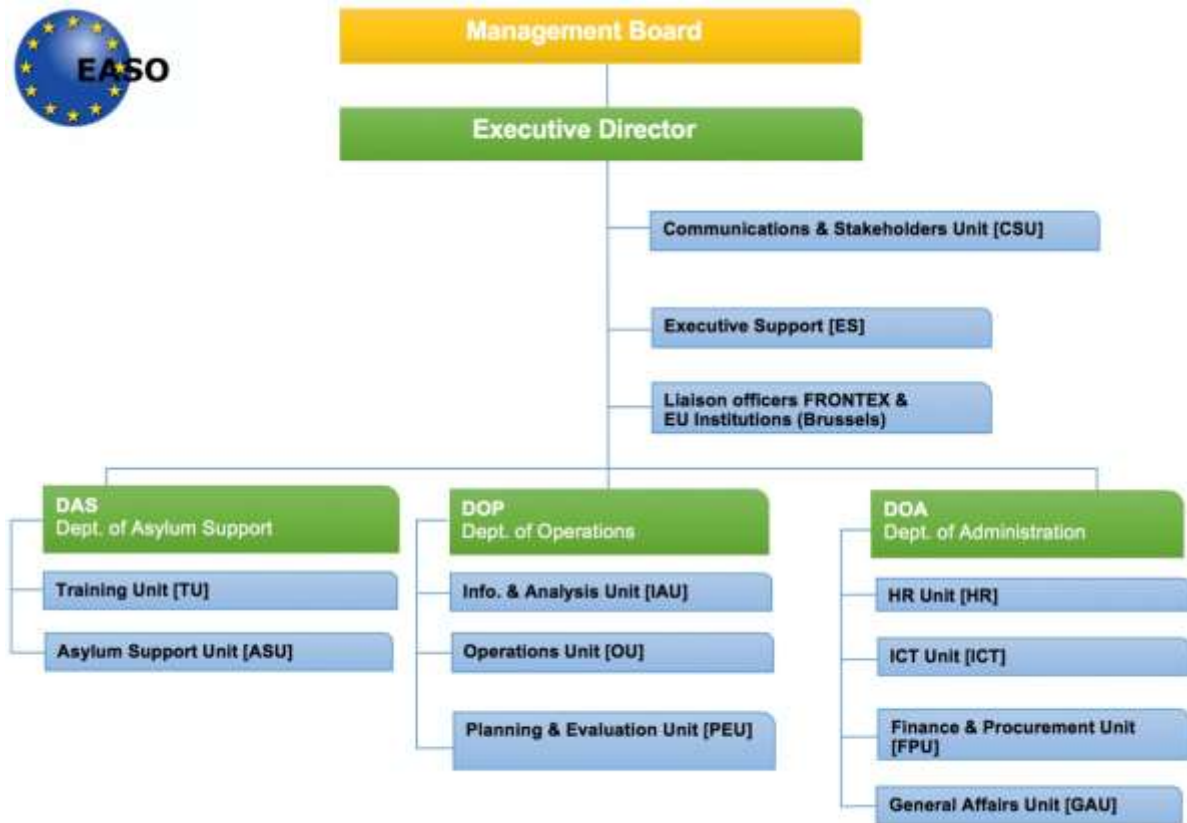 EASO
Management Board
Executive Director
Communications & Stakeholders Unit [CSU]
Executive Support [ES]
Liaison officers FRONTEX &
EU Institutions (Brussels)
DAS
Dept. of Asylum Support
Training Unit [TU]
Asylum Support Unit [ASU]
DOP
Dept. of Operations
Info. & Analysis Unit [IAU]
Operations Unit [OU]
Planning & Evaluation Unit [PEU]
DOA
Dept. of Administration
HR Unit [HR]
ICT Unit [ICT]
Finance & Procurement Unit
[FPU]
General Affairs Unit [GAU]